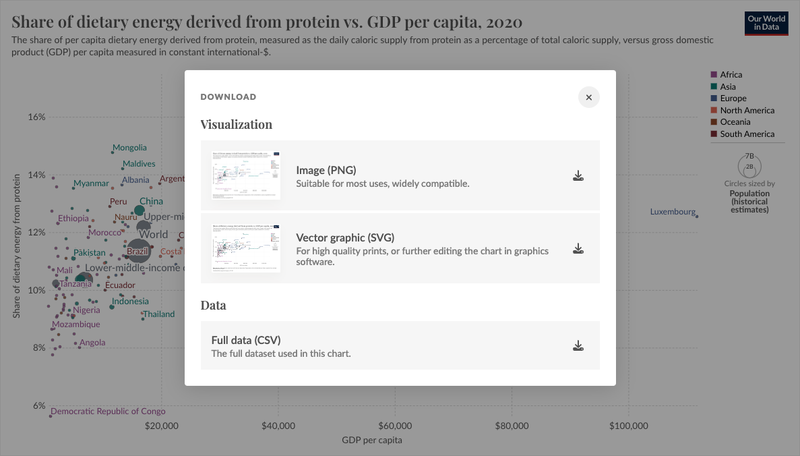 Share of dietary energy derived from protein vs. GDP per capita, 2020
Our World
in Data
The share of per capita dietary energy derived from protein, measured as the daily caloric supply from protein as a percentage of total caloric supply, versus gross domestic
product (GDP) per capita measured in constant international-$.
DOWNLOAD
Visualization
Image (PNG)
Suitable for most uses, widely compatible.
Vector graphic (SVG)
For high quality prints, or further editing the chart in graphics
software.
Data
Full data (CSV)
The full dataset used in this chart.
Share of dietary energy from protein
16%
14%
12%
10%
8%
6%
Mongolia
Maldives
Myanmar
Albania
Argent
Peru
China
Ethiopia
Nauru
Upper-mi
Morocco
World
C
Pakistan
Brazil
Costa
Mali
Lower-middle-income c
Tanzania
Ecuador
Indonesia
Nigeria
Thailand
Mozambique
Angola
Democratic Republic of Congo
Luxembourg
$20,000
$40,000
$60,000
$80,000
$100,000
GDP per capita
Africa
Asia
Europe
North America
Oceania
South America
7B
2B
Circles sized by
Population
(historical
estimates)